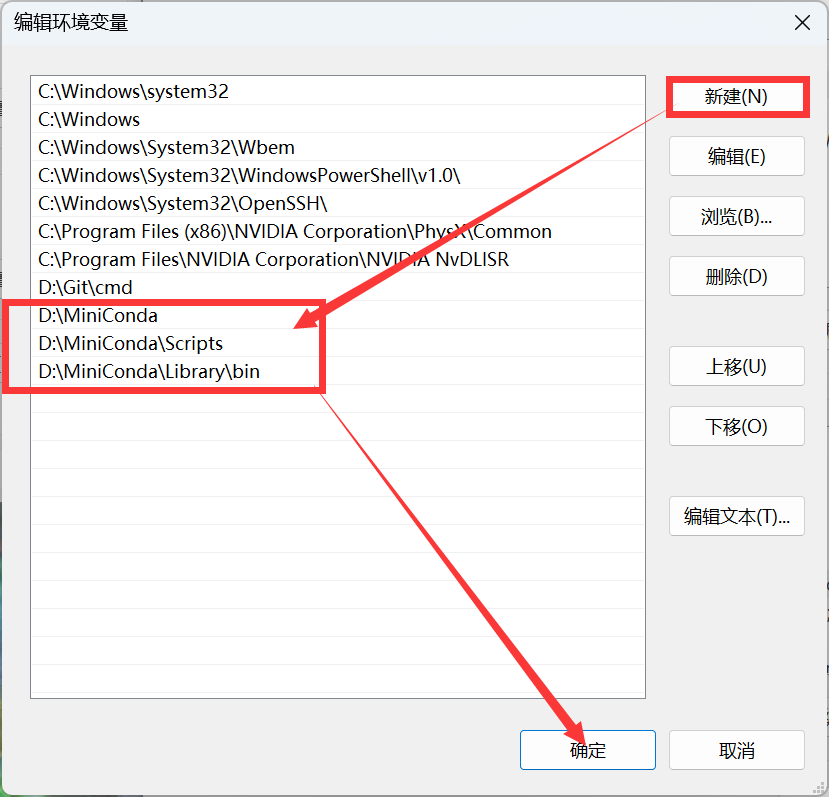 编辑环境变量
C:\Windows\system32
C:\Windows
C:\Windows\System32\Wbem
C:\Windows\System32\WindowsPowerShell\v1.0\
C:\Windows\System32\OpenSSH\
C:\Program Files (x86)\NVIDIA Corporation\PhysX\Common
C:\Program Files\NVIDIA Corporation\NVIDIA NvDLISR
D:\Git\cmd
D:\MiniConda
D:\MiniConda\Scripts
D:\MiniConda\Library\bin
新建(N)
编辑(E)
浏览(B)...
删除(D)
上移(U)
下移(O)
编辑文本(T)...
确定
取消